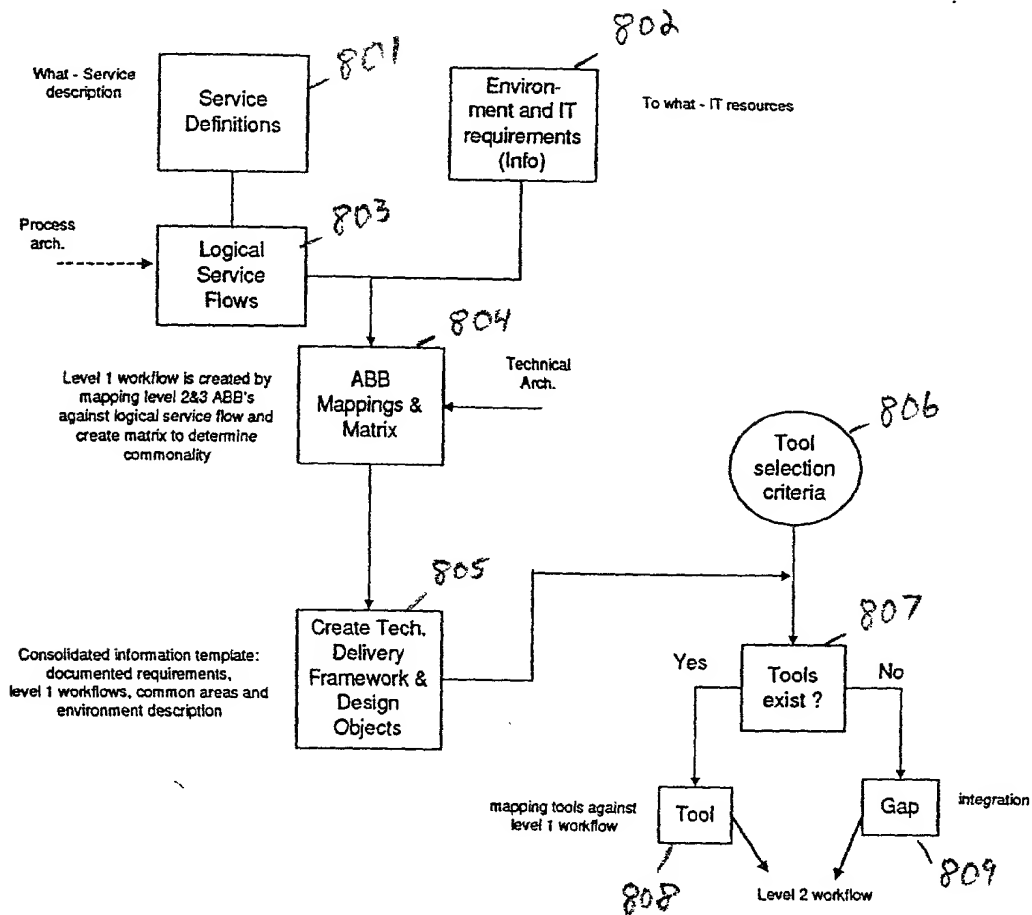 801
802
What - Service
description
Service
Definitions
Environ-
ment and IT
requirements
(Info)
To what - IT resources
803
Process
arch.
Logical
Service
Flows
804
Level 1 workflow is created by
mapping level 2&3 ABB's
against logical service flow and
create matrix to determine
commonality
ABB
Mappings &
Matrix
Technical
Arch.
806
Tool
selection
criteria
805
Consolidated information template:
documented requirements,
level 1 workflows, common areas and
environment description
Create Tech.
Delivery
Framework &
Design
Objects
807
Yes
Tools
exist ?
No
mapping tools against
level 1 workflow
Tool
Gap
integration
808
809
Level 2 workflow